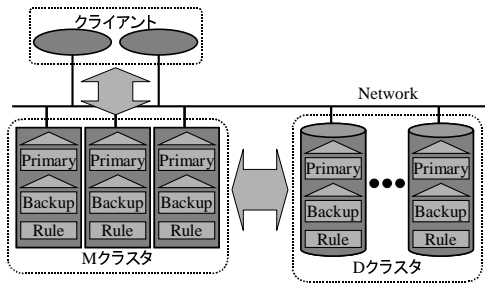 クライアント
Network
Primary Primary Primary Primary Primary
Backup Backup Backup Backup Backup
Rule Rule Rule Rule Rule
Mクラスタ Dクラスタ